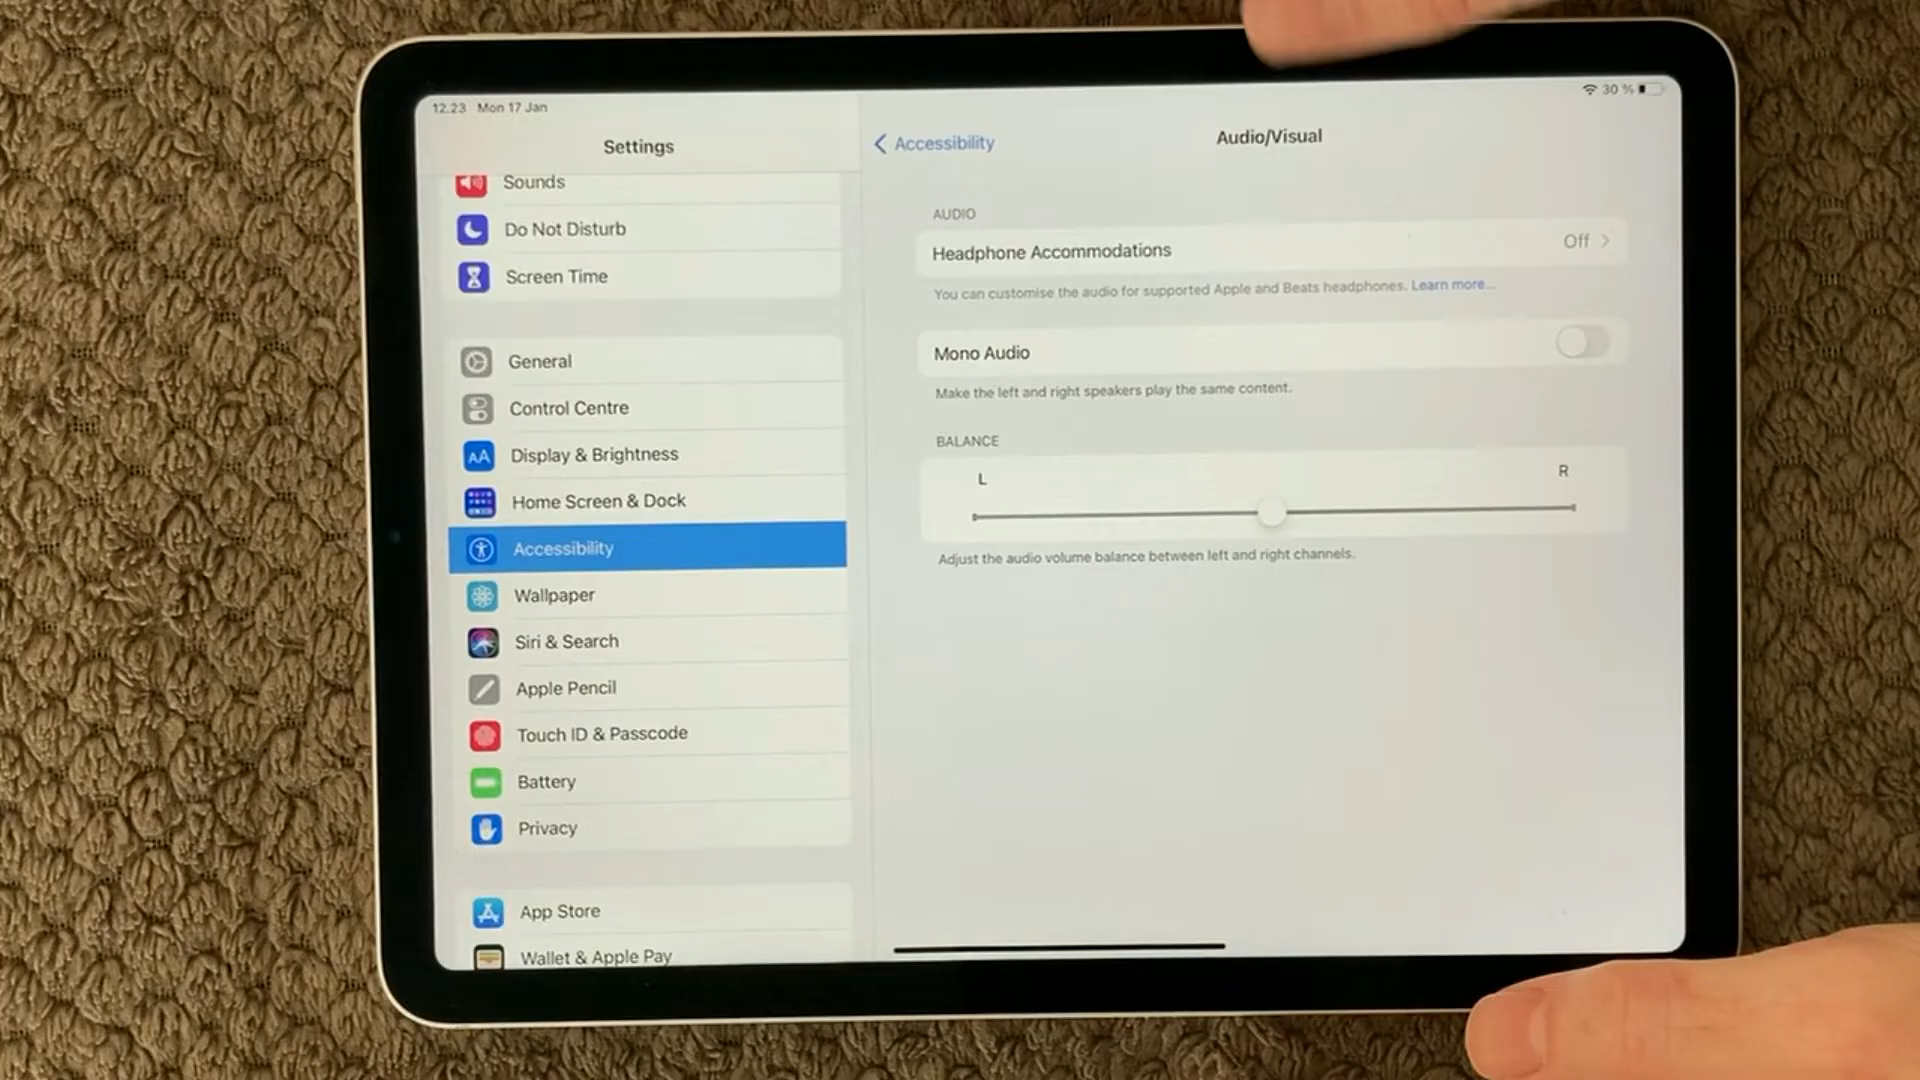 12.23 Mon 17 Jan
30 %
Settings
Sounds
Do Not Disturb
Screen Time
General
Control Centre
AA
Display & Brightness
Home Screen & Dock
Accessibility
Wallpaper
Siri & Search
Apple Pencil
Touch ID & Passcode
Battery
Privacy
App Store
Wallet & Apple Pay
Accessibility
Audio/Visual
AUDIO
Headphone Accommodations Off
You can customise the audio for supported Apple and Beats headphones. Learn more...
Mono Audio
Make the left and right speakers play the same content.
BALANCE
L R
Adjust the audio volume balance between left and right channels.